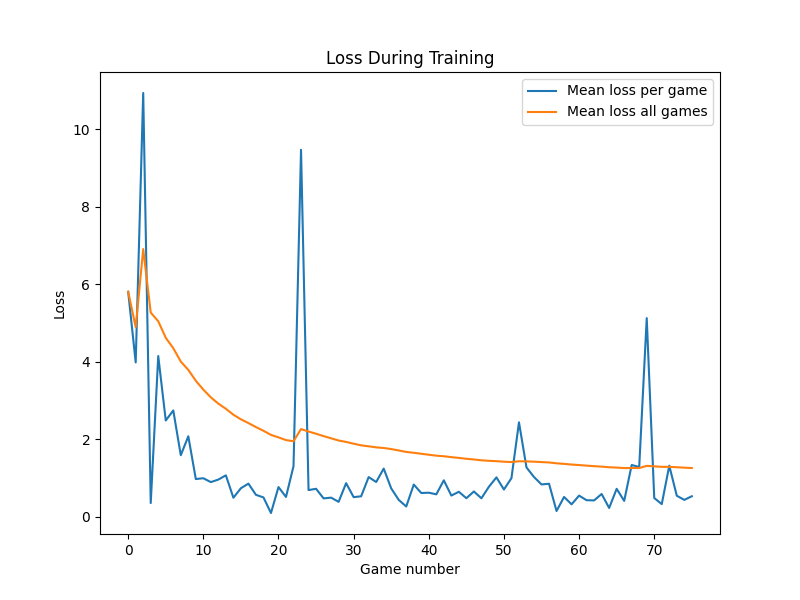 Loss During Training
Mean loss per game
Mean loss all games
10
8
6
4
2
0
Loss
0 10 20 30 40 50 60 70
Game number